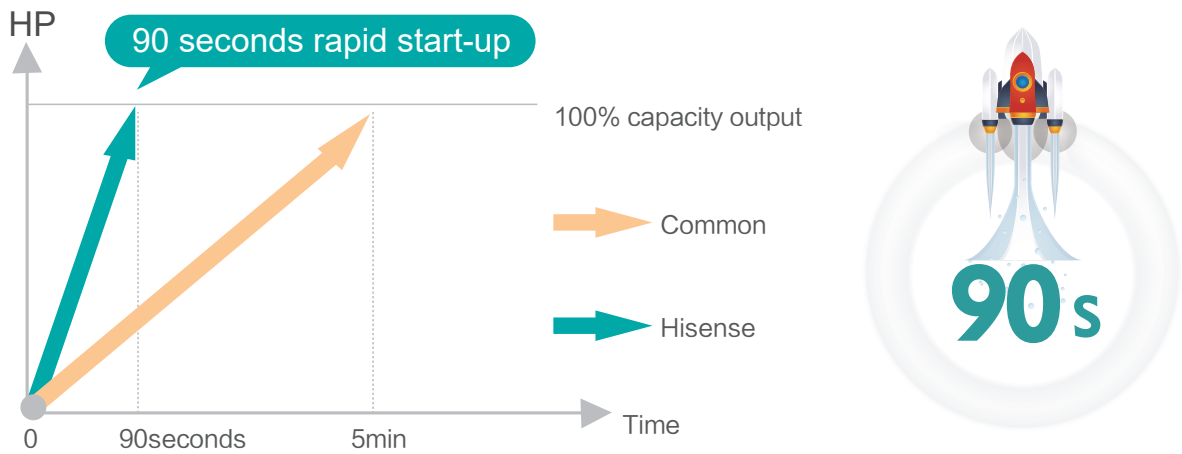 HP
90 seconds rapid start-up
100% capacity output
Common
Hisense
Time
0
90seconds
5min
90s